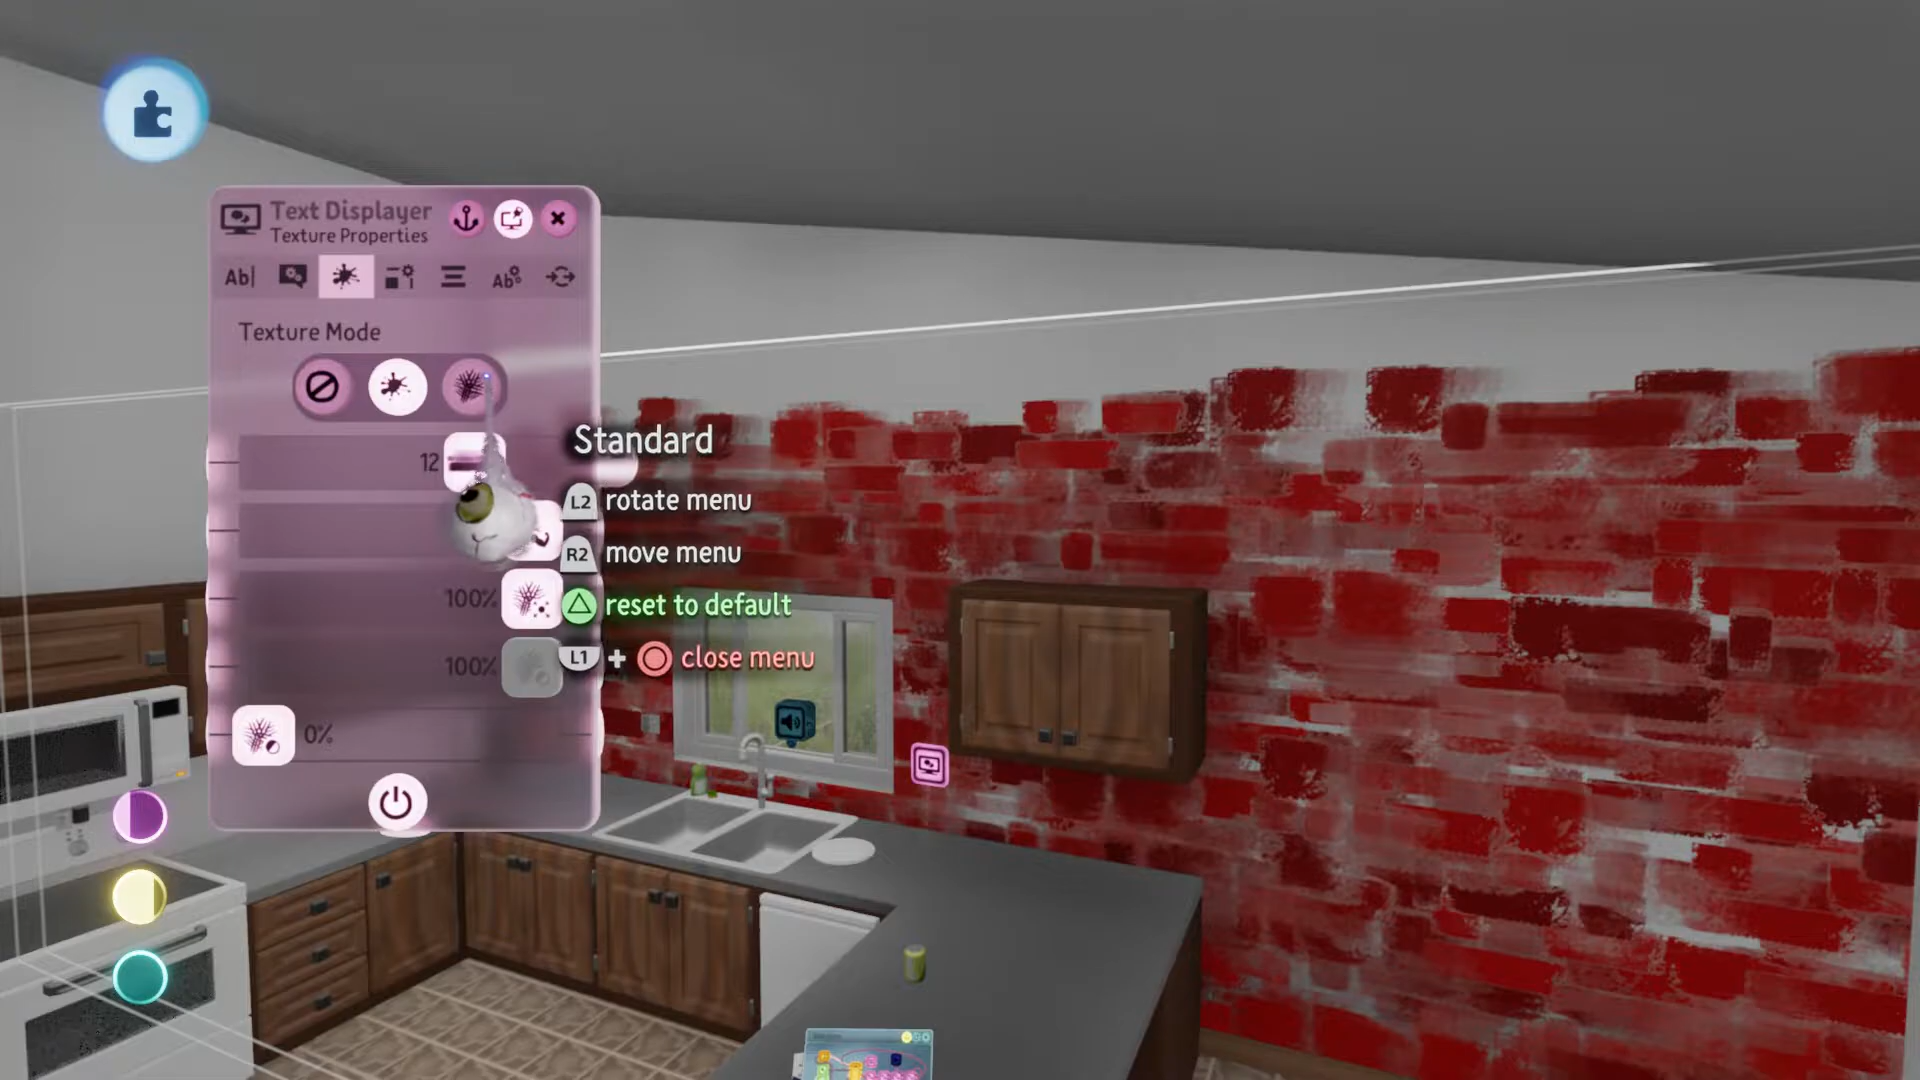 Text Displayer
Texture Properties
Ab|
Ab
Texture Mode
Standard
12
L2 rotate menu
R2 move menu
100%
reset to default
100%
L1 + close menu
0%